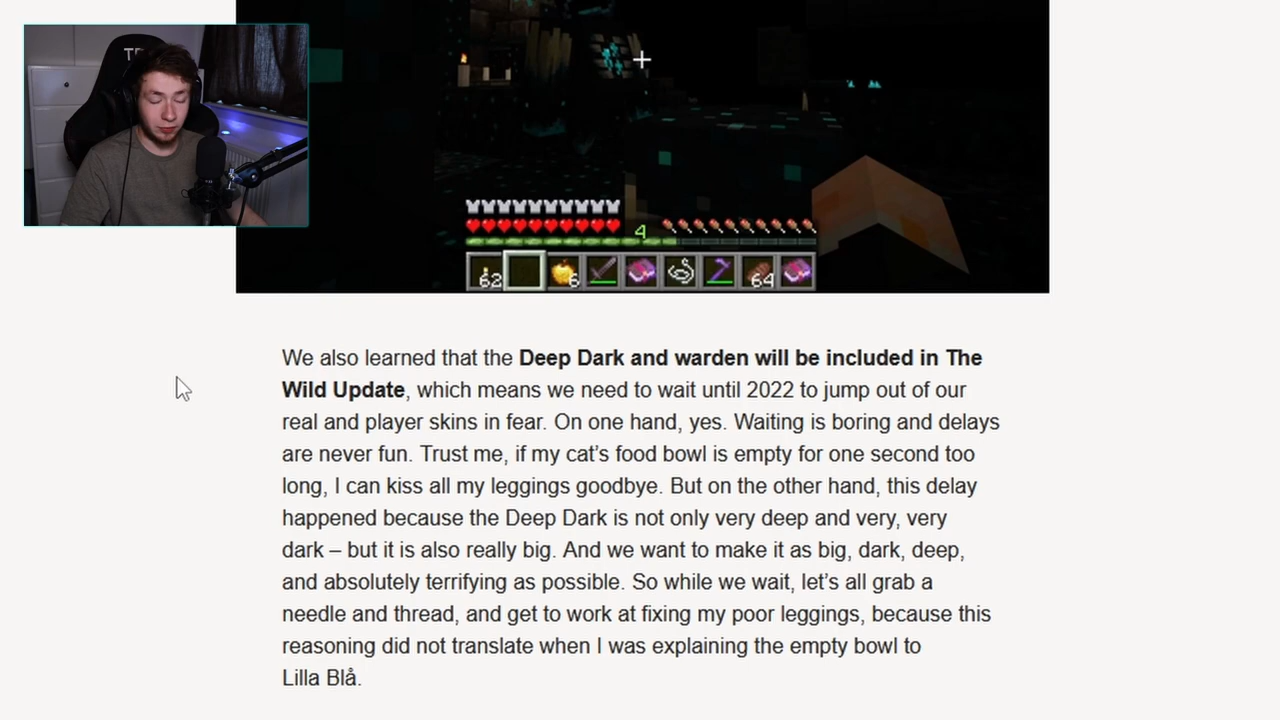 62
6
4
64
We also learned that the Deep Dark and warden will be included in The
Wild Update, which means we need to wait until 2022 to jump out of our
real and player skins in fear. On one hand, yes. Waiting is boring and delays
are never fun. Trust me, if my cat’s food bowl is empty for one second too
long, I can kiss all my leggings goodbye. But on the other hand, this delay
happened because the Deep Dark is not only very deep and very, very
dark – but it is also really big. And we want to make it as big, dark, deep,
and absolutely terrifying as possible. So while we wait, let’s all grab a
needle and thread, and get to work at fixing my poor leggings, because this
reasoning did not translate when I was explaining the empty bowl to
Lilla Blå.